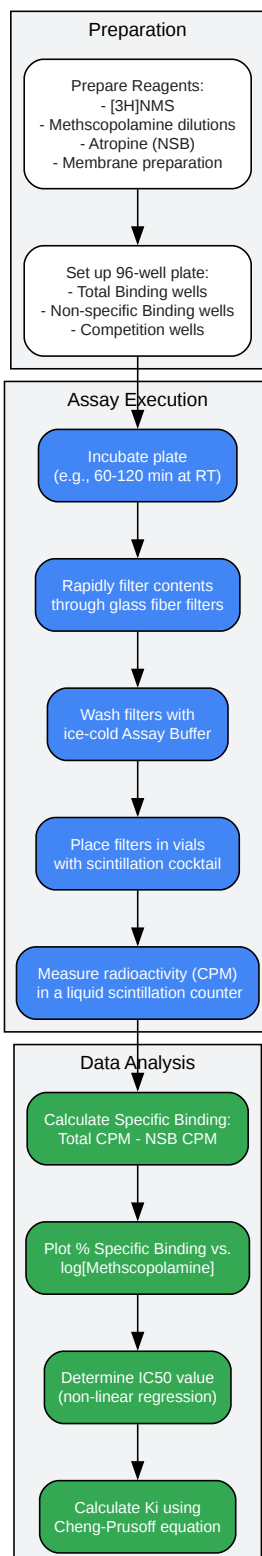 Preparation
Prepare Reagents:
- [3H]NMS
- Methscopolamine dilutions
- Atropine (NSB)
- Membrane preparation
Set up 96-well plate:
- Total Binding wells
- Non-specific Binding wells
- Competition wells
Assay Execution
Incubate plate
(e.g., 60-120 min at RT)
Rapidly filter contents
through glass fiber filters
Wash filters with
ice-cold Assay Buffer
Place filters in vials
with scintillation cocktail
Measure radioactivity (CPM)
in a liquid scintillation counter
Data Analysis
Calculate Specific Binding:
Total CPM - NSB CPM
Plot % Specific Binding vs.
log[Methscopolamine]
Determine IC50 value
(non-linear regression)
Calculate Ki using
Cheng-Prusoff equation